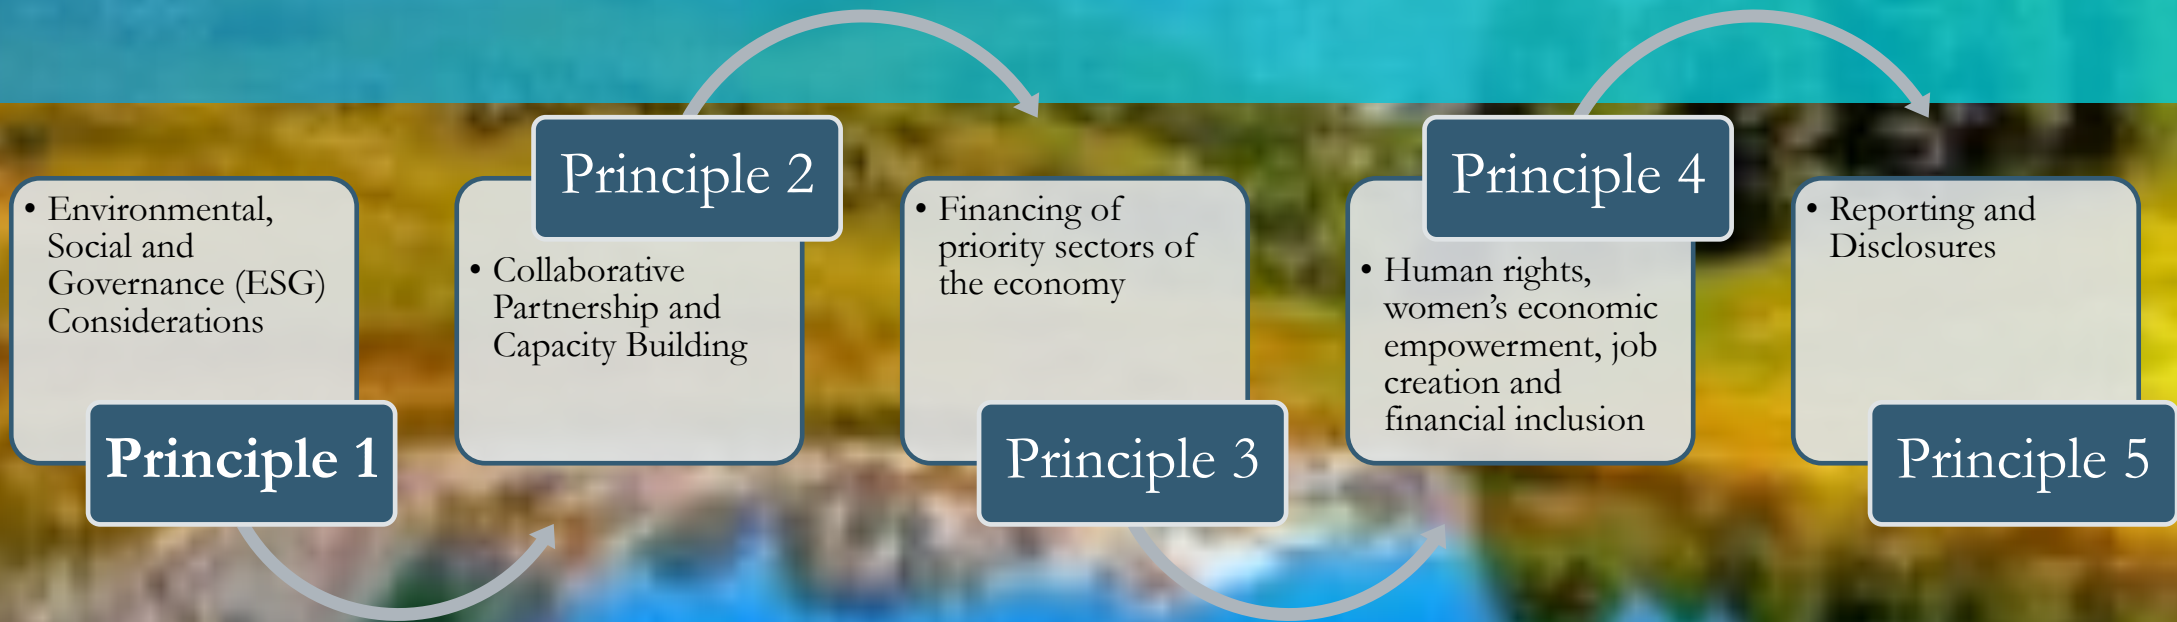 • Environmental,
Social and
Governance (ESG)
Considerations
Principle 1
Principle 2
• Collaborative
Partnership and
Capacity Building
• Financing of
priority sectors of
the economy
Principle 3
Principle 4
• Human rights,
women’s economic
empowerment, job
creation and
financial inclusion
• Reporting and
Disclosures
Principle 5